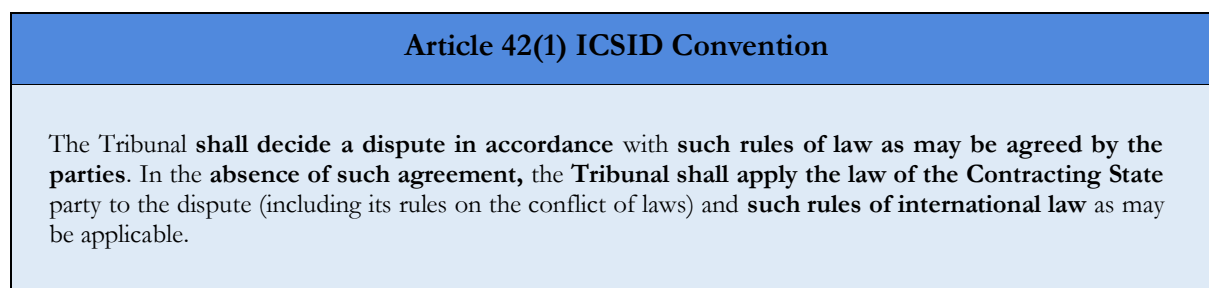 Article 42(1) ICSID Convention
The Tribunal shall decide a dispute in accordance with such rules of law as may be agreed by the
parties. In the absence of such agreement, the Tribunal shall apply the law of the Contracting State
party to the dispute (including its rules on the conflict of laws) and such rules of international law as may
be applicable.